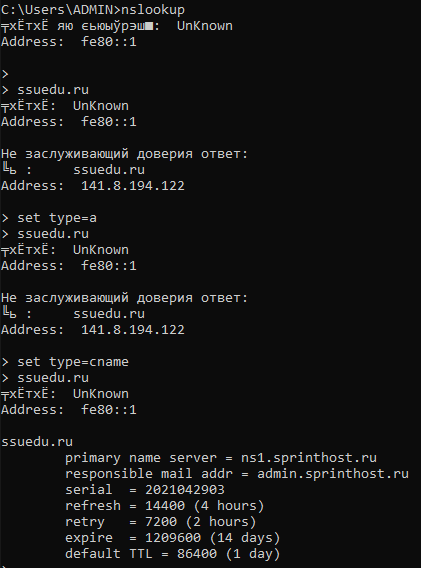 C:\Users\ADMIN>nslookup
╤хЁтхЁ яю єьюыўрэш■:  UnKnown
Address:  fe80::1

>
> ssuedu.ru
╤хЁтхЁ:  UnKnown
Address:  fe80::1

Не заслуживающий доверия ответ:
╚ь :     ssuedu.ru
Address:  141.8.194.122

> set type=a
> ssuedu.ru
╤хЁтхЁ:  UnKnown
Address:  fe80::1

Не заслуживающий доверия ответ:
╚ь :     ssuedu.ru
Address:  141.8.194.122

> set type=cname
> ssuedu.ru
╤хЁтхЁ:  UnKnown
Address:  fe80::1

ssuedu.ru
        primary name server = ns1.sprinthost.ru
        responsible mail addr = admin.sprinthost.ru
        serial  = 2021042903
        refresh = 14400 (4 hours)
        retry   = 7200 (2 hours)
        expire  = 1209600 (14 days)
        default TTL = 86400 (1 day)